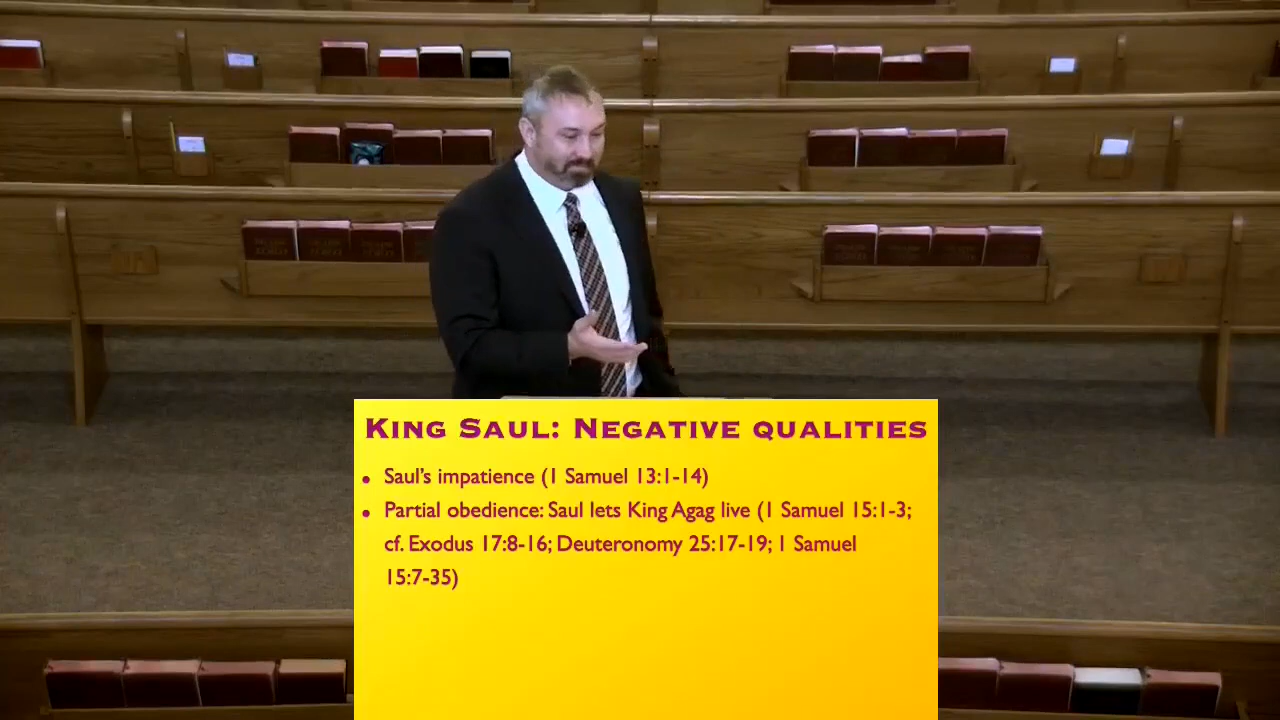 King Saul: Negative qualities
• Saul's impatience (1 Samuel 13:1-14)
• Partial obedience: Saul lets King Agag live (1 Samuel 15:1-3;
cf. Exodus 17:8-16; Deuteronomy 25:17-19; 1 Samuel
15:7-35)